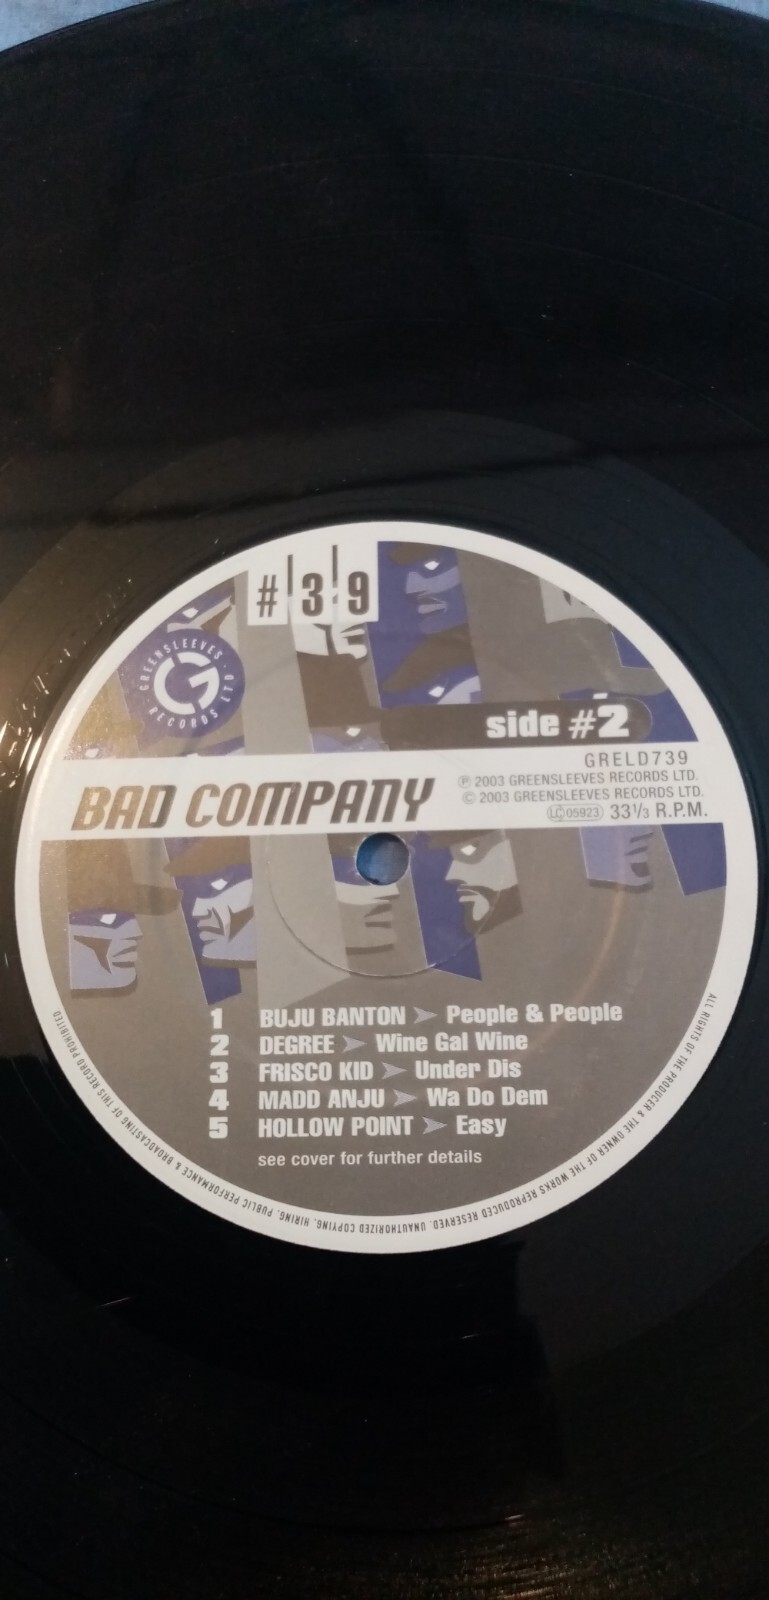 #39
GREENSLEEVES RECORDS LTD
side #2
GRELD739
BAD COMPANY
℗ 2003 GREENSLEEVES RECORDS LTD.
© 2003 GREENSLEEVES RECORDS LTD.
LC 05923 33⅓ R.P.M.
1 BUJU BANTON ➤ People & People
2 DEGREE ➤ Wine Gal Wine
3 FRISCO KID ➤ Under Dis
4 MADD ANJU ➤ Wa Do Dem
5 HOLLOW POINT ➤ Easy
see cover for further details
ALL RIGHTS OF THE PRODUCER & THE OWNER OF THE WORKS REPRODUCED RESERVED. UNAUTHORIZED COPYING, HIRING, PUBLIC PERFORMANCE & BROADCASTING OF THIS RECORD PROHIBITED